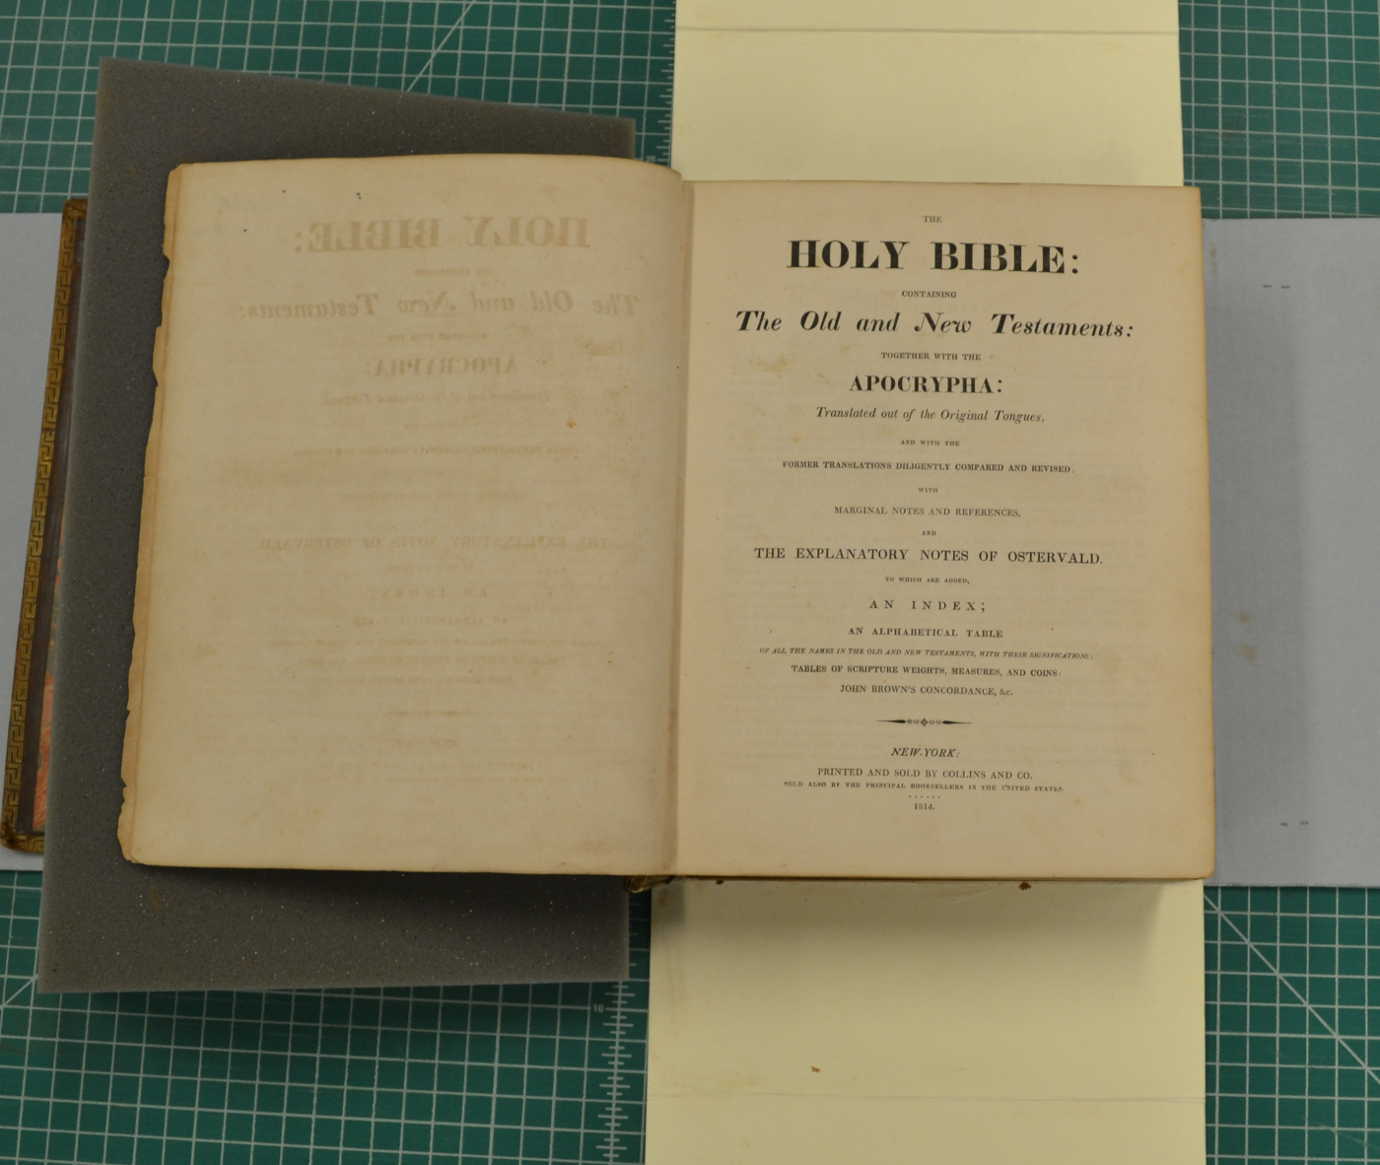 THE
HOLY BIBLE:
CONTAINING
The Old and New Testaments:
TOGETHER WITH THE
APOCRYPHA:
Translated out of the Original Tongues,
AND WITH THE
FORMER TRANSLATIONS DILIGENTLY COMPARED AND REVISED.
WITH
MARGINAL NOTES AND REFERENCES.
AND
THE EXPLANATORY NOTES OF OSTERVALD.
TO WHICH ARE ADDED,
AN INDEX;
AN ALPHABETICAL TABLE
OF ALL THE NAMES IN THE OLD AND NEW TESTAMENTS, WITH THEIR SIGNIFICATIONS:
TABLES OF SCRIPTURE WEIGHTS, MEASURES, AND COINS:
JOHN BROWN'S CONCORDANCE, &c.
NEW-YORK:
PRINTED AND SOLD BY COLLINS AND CO.
SOLD ALSO BY THE PRINCIPAL BOOKSELLERS IN THE UNITED STATES.
1814.
16